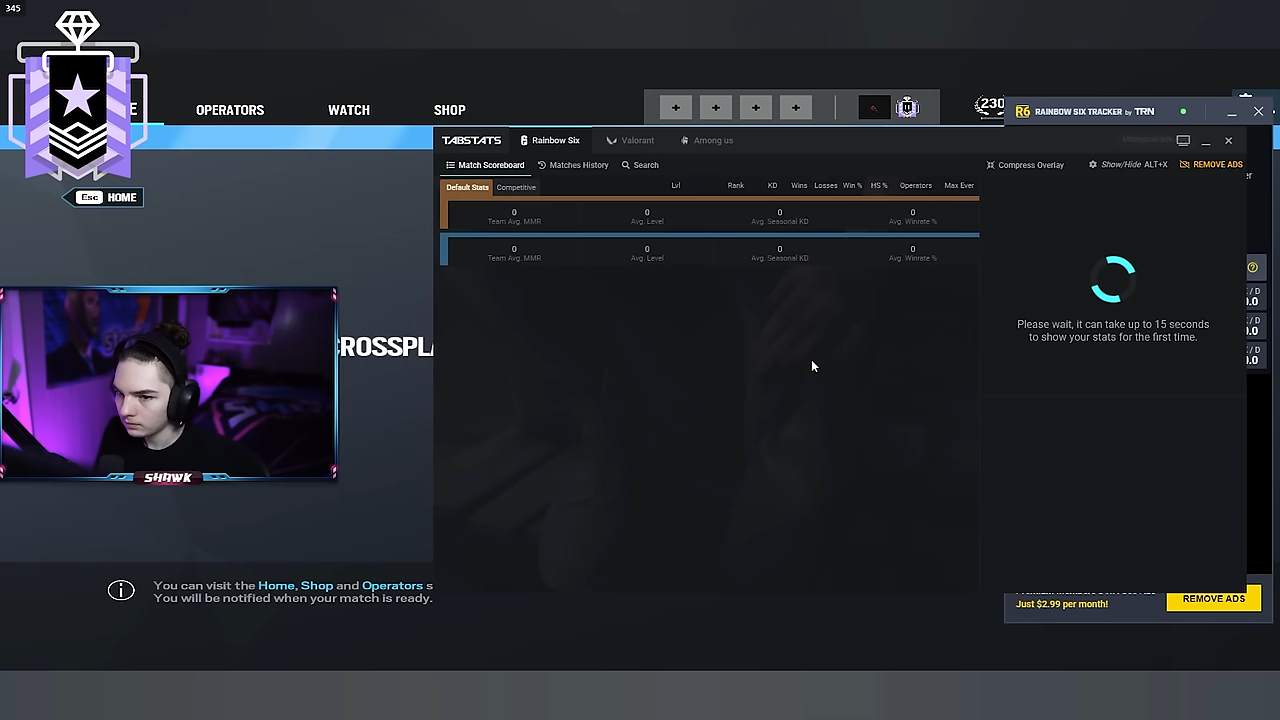 345
OPERATORS
WATCH
SHOP
230
R6 RAINBOW SIX TRACKER by TRN
TABSTATS
Rainbow Six
Valorant
Among us
Match Scoreboard
Matches History
Search
Compress Overlay
Show/Hide ALT+X
REMOVE ADS
Default Stats
Competitive
Lvl
Rank
KD
Wins
Losses
Win %
HS %
Operators
Max Ever
0
Team Avg. MMR
0
Avg. Level
0
Avg. Seasonal KD
0
Avg. Winrate %
0
Team Avg. MMR
0
Avg. Level
0
Avg. Seasonal KD
0
Avg. Winrate %
Esc HOME
Please wait, it can take up to 15 seconds
to show your stats for the first time.
/ D
.0
/ D
.0
/ D
.0
CROSSPLA
SHAWK
You can visit the Home, Shop and Operators s
You will be notified when your match is ready.
Just $2.99 per month!
REMOVE ADS